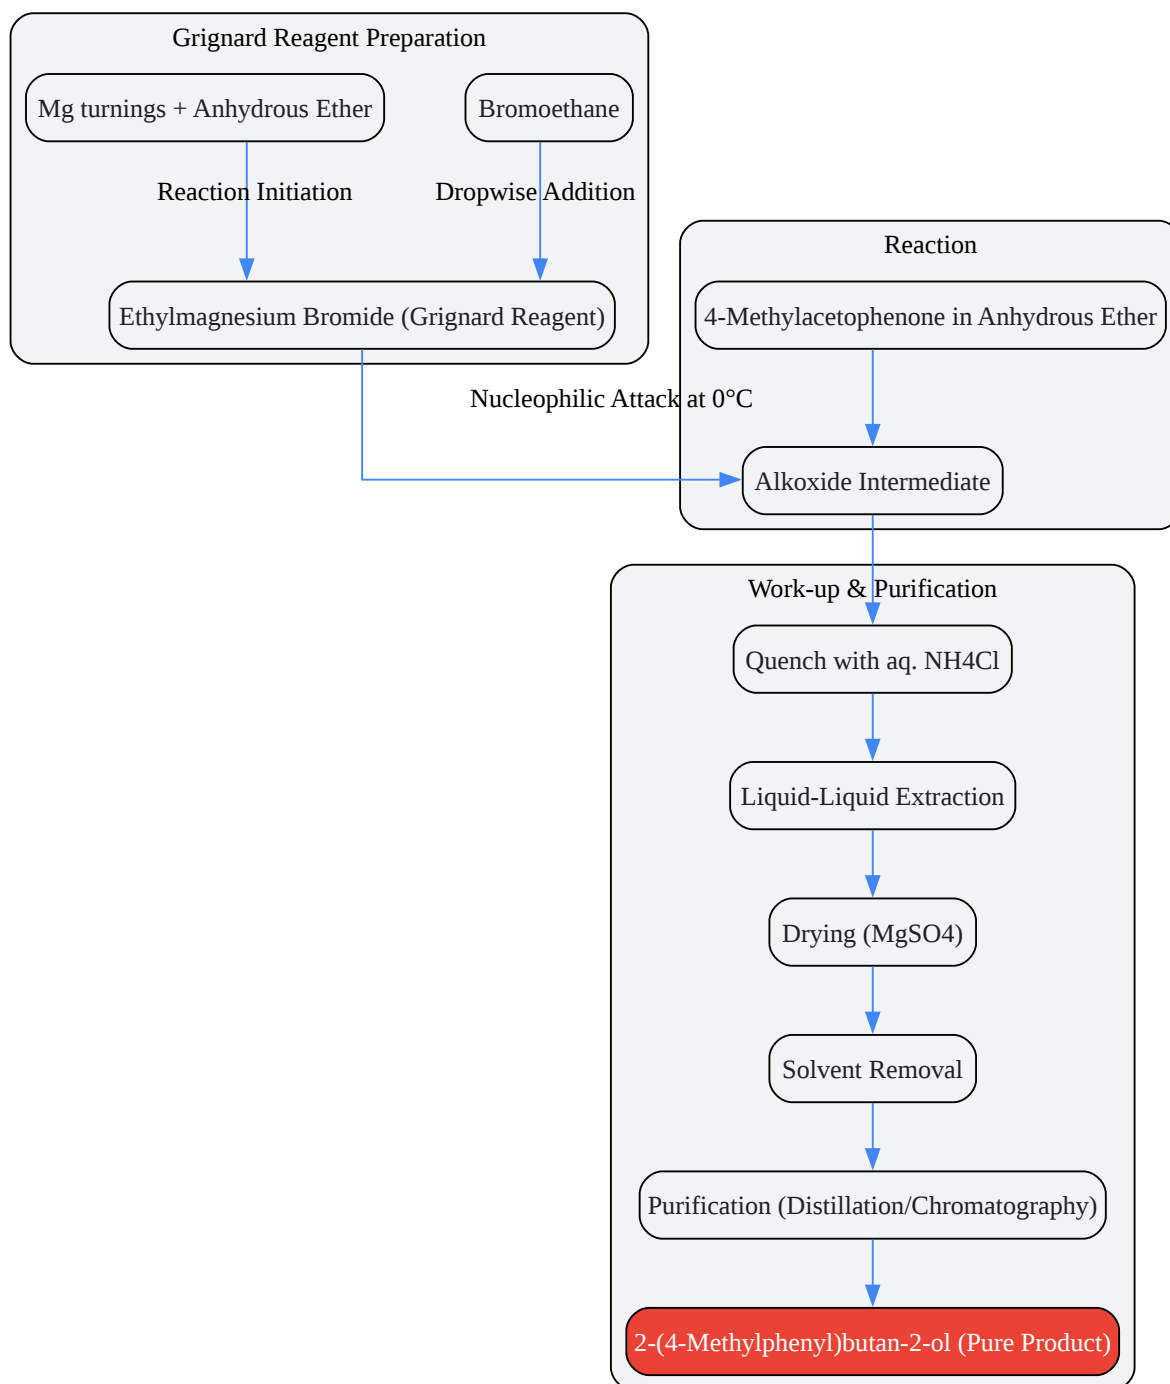 Grignard Reagent Preparation
Mg turnings + Anhydrous Ether
Bromoethane
Reaction Initiation
Dropwise Addition
Ethylmagnesium Bromide (Grignard Reagent)
Reaction
4-Methylacetophenone in Anhydrous Ether
Nucleophilic Attack at 0°C
Alkoxide Intermediate
Work-up & Purification
Quench with aq. NH4Cl
Liquid-Liquid Extraction
Drying (MgSO4)
Solvent Removal
Purification (Distillation/Chromatography)
2-(4-Methylphenyl)butan-2-ol (Pure Product)